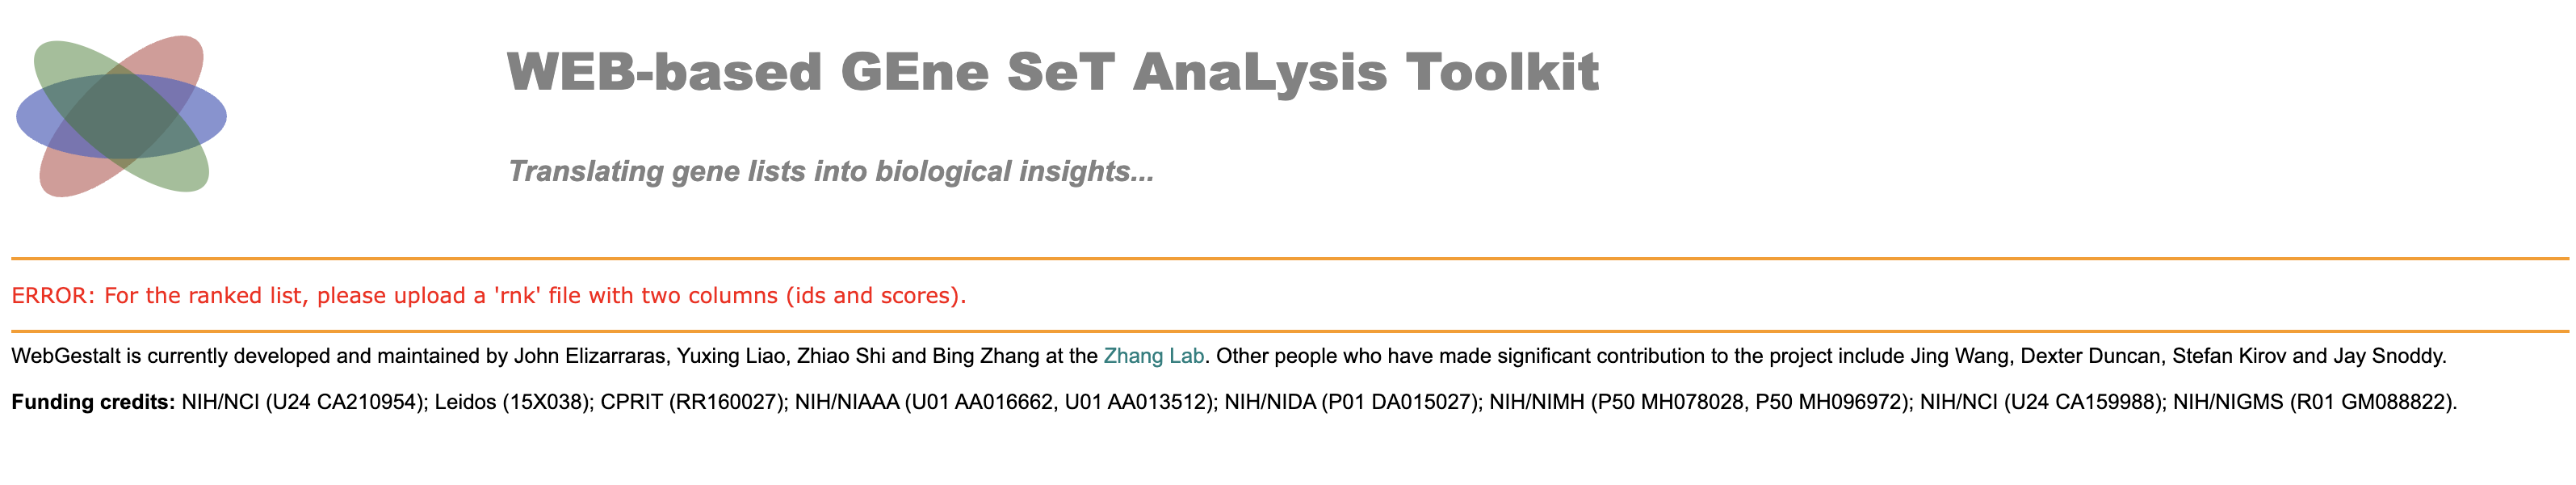 WEB-based GEne SeT AnaLysis Toolkit
Translating gene lists into biological insights...
ERROR: For the ranked list, please upload a 'rnk' file with two columns (ids and scores).
WebGestalt is currently developed and maintained by John Elizarraras, Yuxing Liao, Zhiao Shi and Bing Zhang at the Zhang Lab. Other people who have made significant contribution to the project include Jing Wang, Dexter Duncan, Stefan Kirov and Jay Snoddy.
Funding credits: NIH/NCI (U24 CA210954); Leidos (15X038); CPRIT (RR160027); NIH/NIAAA (U01 AA016662, U01 AA013512); NIH/NIDA (P01 DA015027); NIH/NIMH (P50 MH078028, P50 MH096972); NIH/NCI (U24 CA159988); NIH/NIGMS (R01 GM088822).